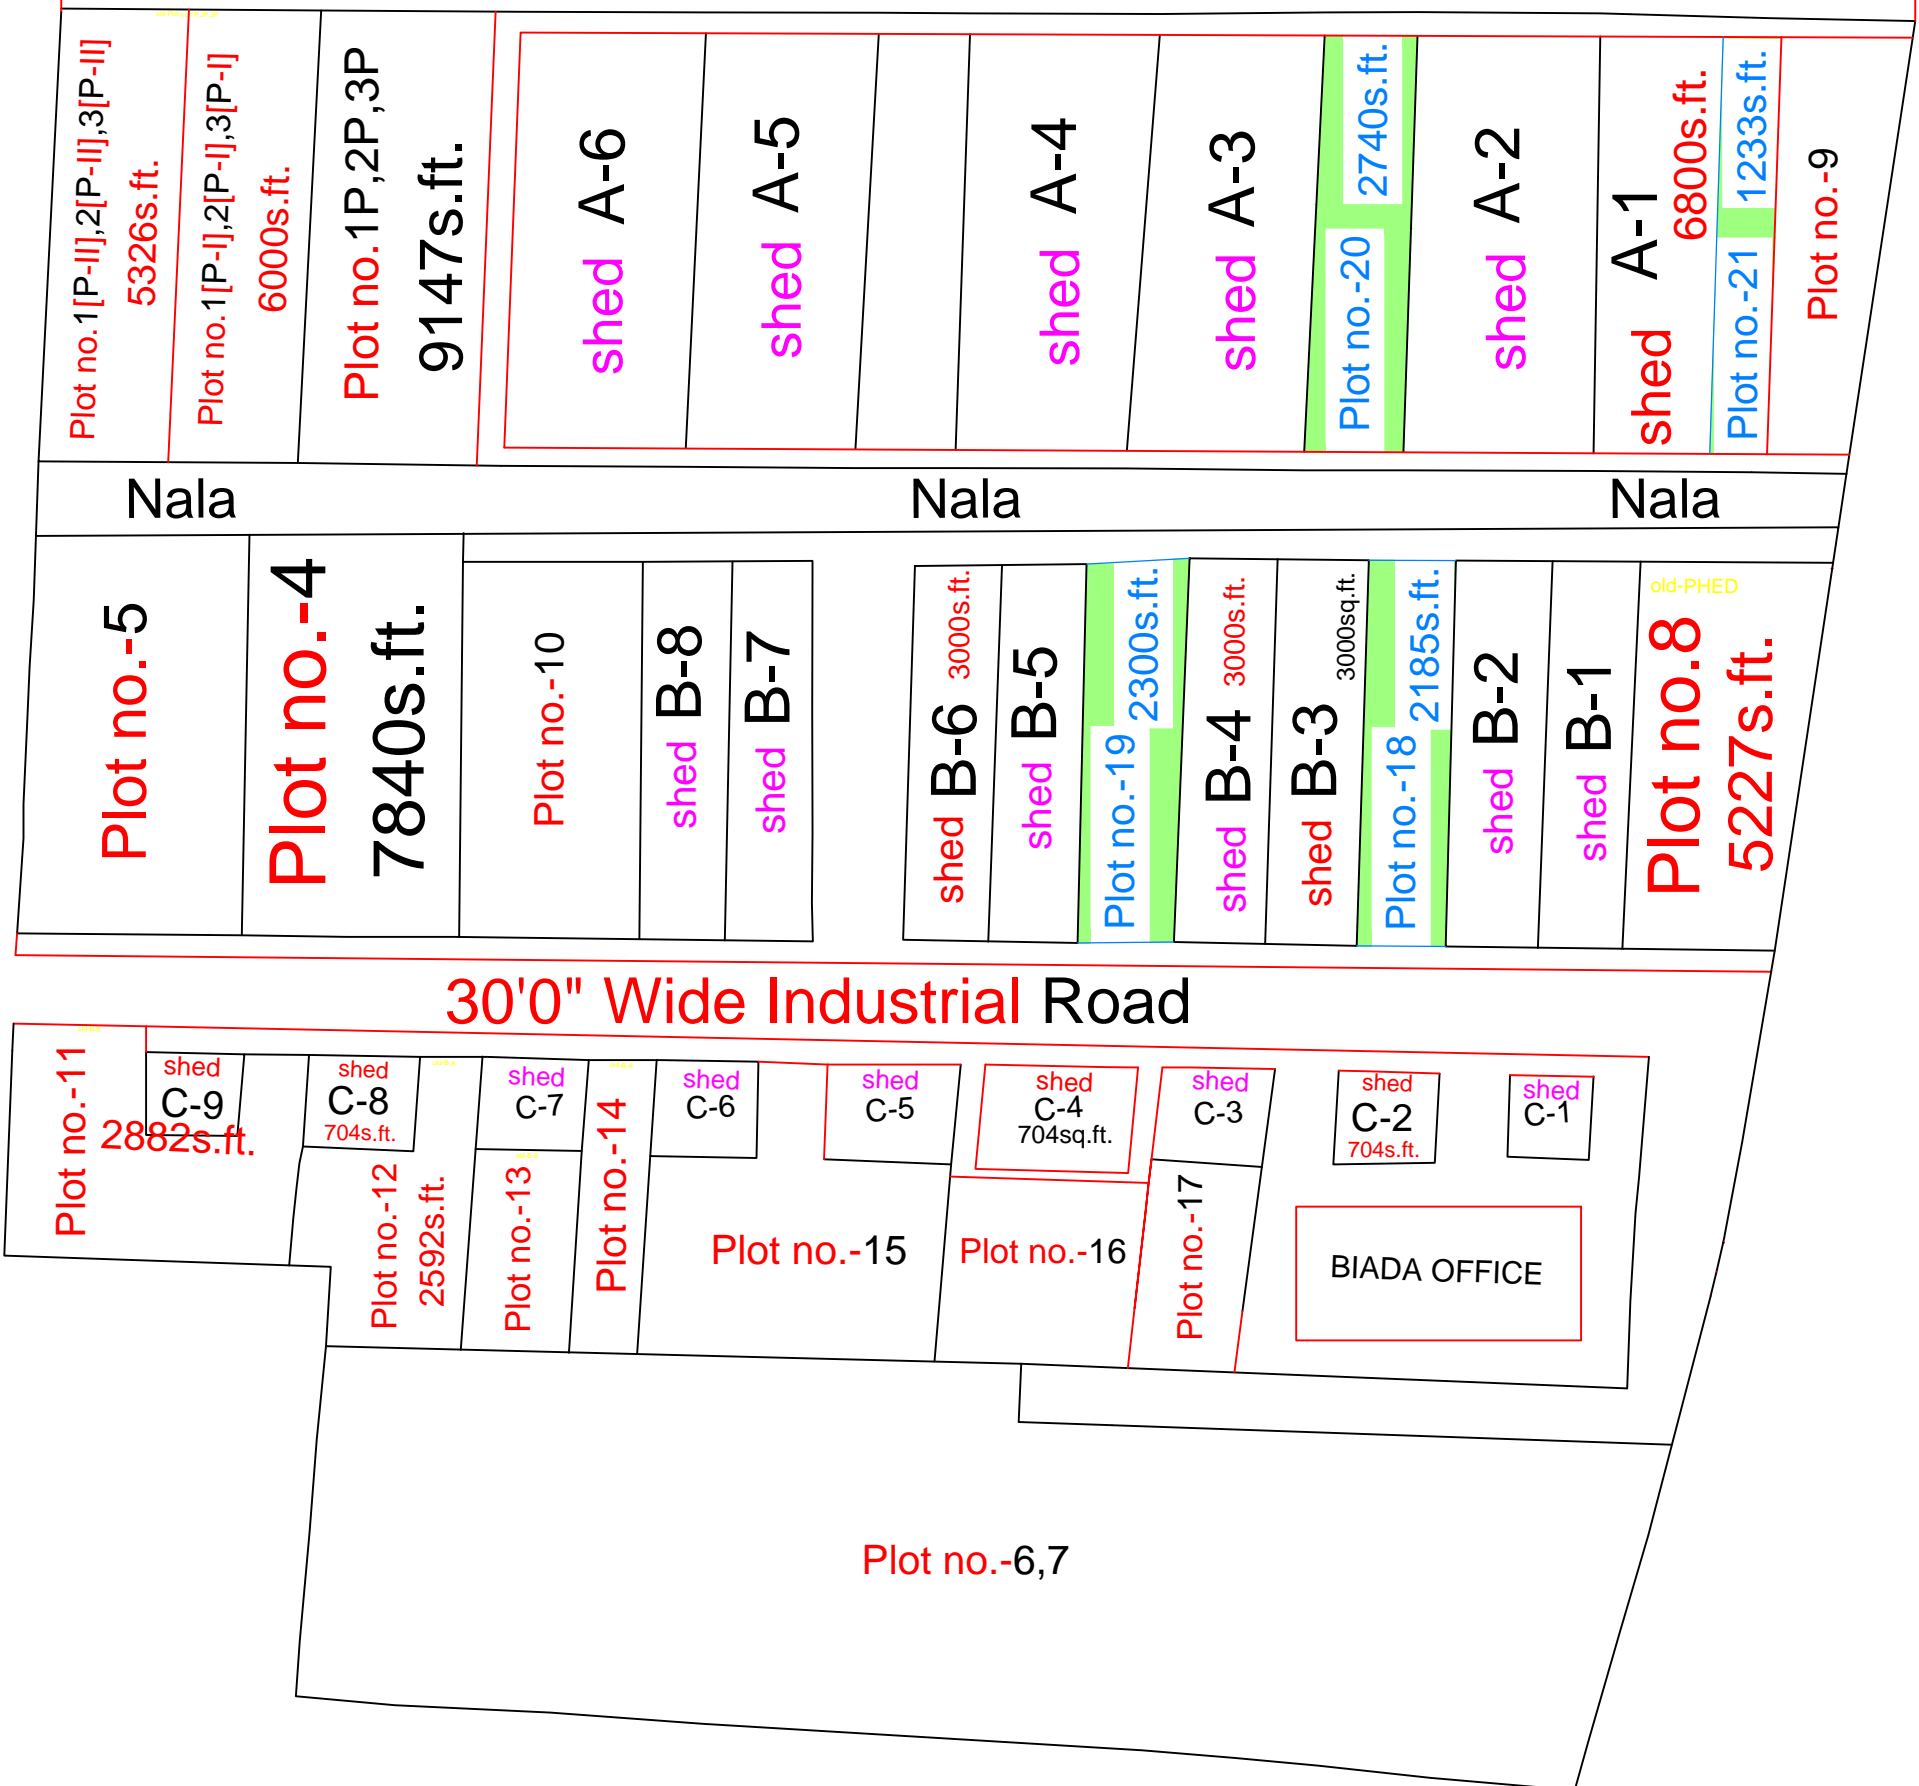 Plot no.1[P-II],2[P-II],3[P-II]
5326s.ft.
Plot no.1[P-I],2[P-I],3[P-I]
6000s.ft.
Plot no.1P,2P,3P
9147s.ft.
shed A-6
shed A-5
shed A-4
shed A-3
Plot no.-20 2740s.ft.
shed A-2
shed A-1
6800s.ft.
Plot no.-21 1233s.ft.
Plot no.-9
Nala
Nala
Nala
Plot no.-5
Plot no.-4
7840s.ft.
Plot no.-10
shed B-8
shed B-7
shed B-6 3000s.ft.
shed B-5
Plot no.-19 2300s.ft.
shed B-4 3000s.ft.
shed B-3 3000sq.ft.
Plot no.-18 2185s.ft.
shed B-2
shed B-1
old-PHED
Plot no.8
5227s.ft.
30'0" Wide Industrial Road
Plot no.-11
2882s.ft.
shed
C-9
shed
C-8
704s.ft.
Plot no.-12
2592s.ft.
shed
C-7
Plot no.-13
Plot no.-14
shed
C-6
shed
C-5
Plot no.-15
shed
C-4
704sq.ft.
Plot no.-16
shed
C-3
Plot no.-17
shed
C-2
704s.ft.
shed
C-1
BIADA OFFICE
Plot no.-6,7